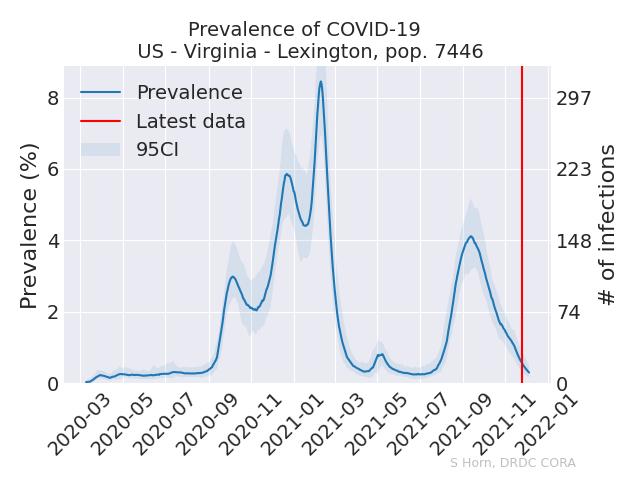 Prevalence of COVID-19
US - Virginia - Lexington, pop. 7446
Prevalence
Latest data
95CI
Prevalence (%)
8
6
4
2
0
# of infections
297
223
148
74
0
2020-03
2020-05
2020-07
2020-09
2020-11
2021-01
2021-03
2021-05
2021-07
2021-09
2021-11
2022-01
S Horn, DRDC CORA